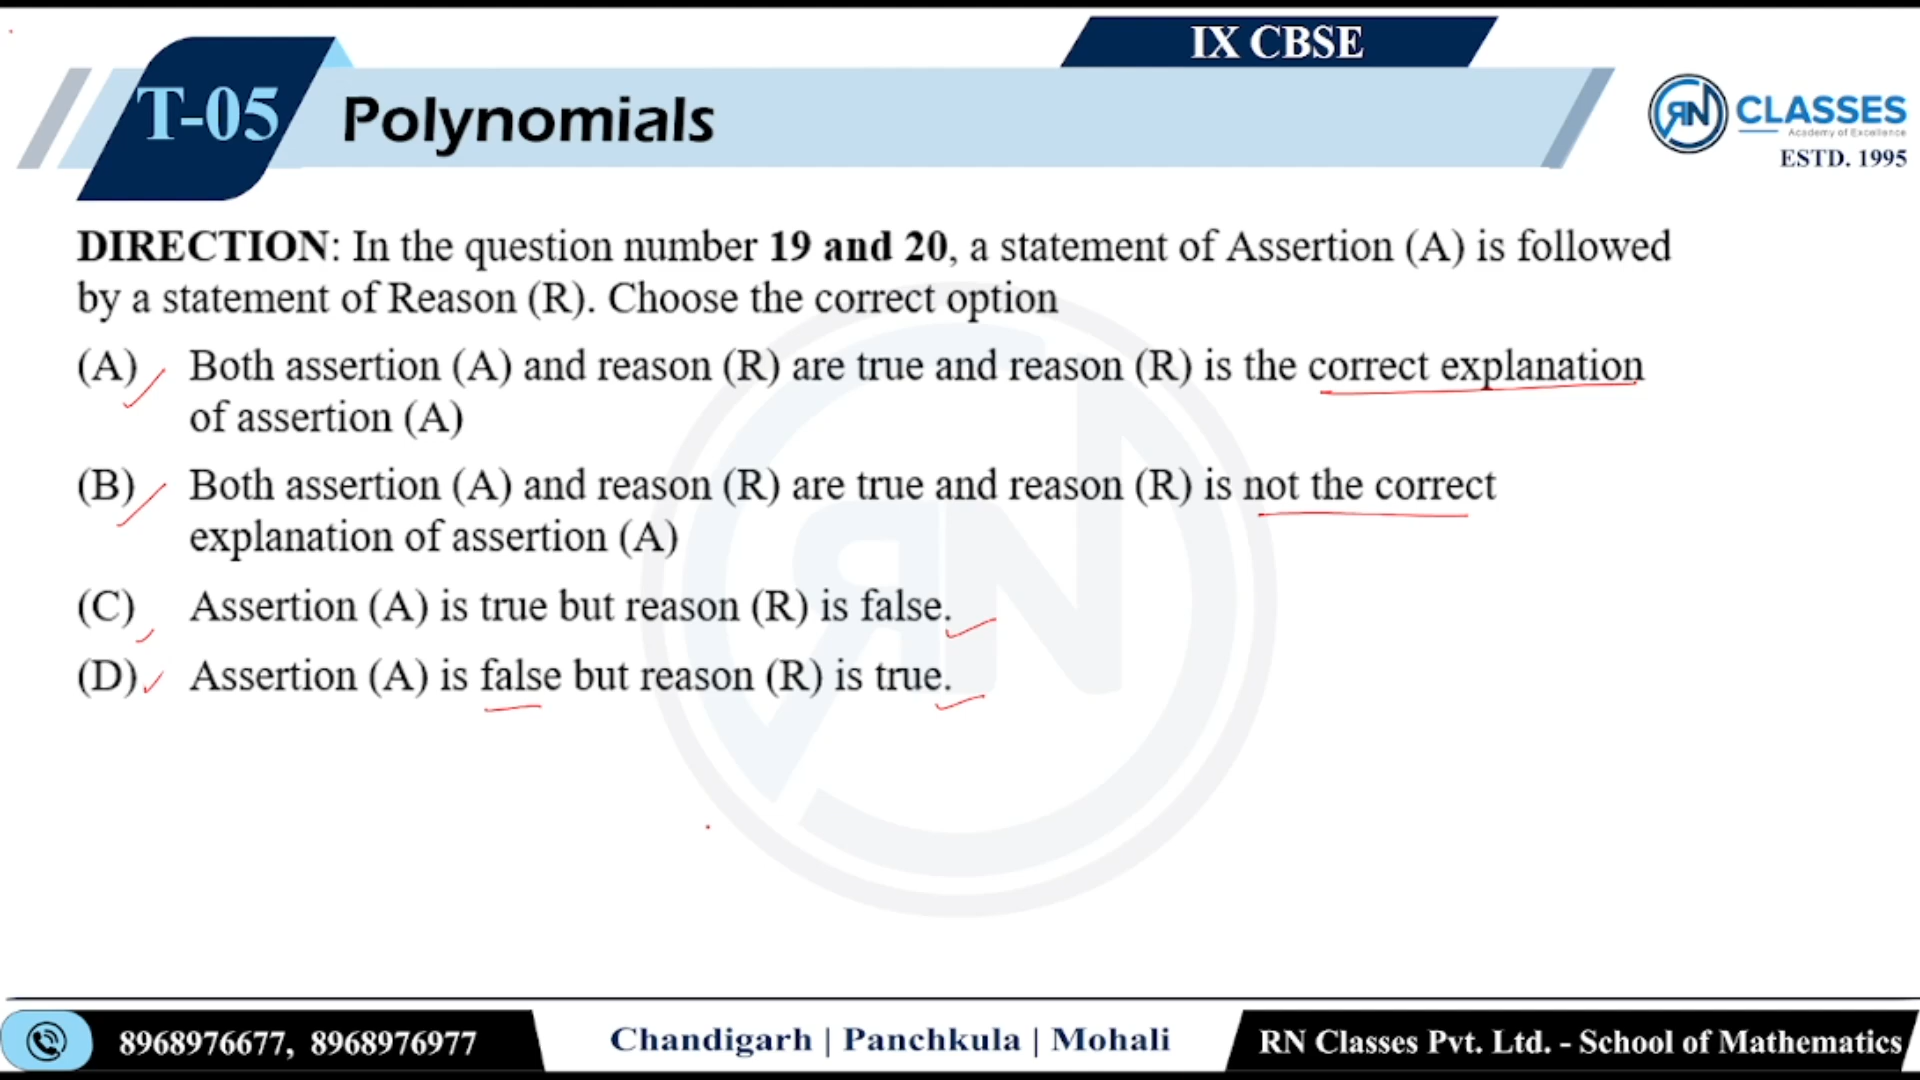 IX CBSE
T-05 Polynomials
RN CLASSES
Academy of Excellence
ESTD. 1995
DIRECTION: In the question number 19 and 20, a statement of Assertion (A) is followed
by a statement of Reason (R). Choose the correct option
(A) Both assertion (A) and reason (R) are true and reason (R) is the correct explanation
of assertion (A)
(B) Both assertion (A) and reason (R) are true and reason (R) is not the correct
explanation of assertion (A)
(C) Assertion (A) is true but reason (R) is false.
(D) Assertion (A) is false but reason (R) is true.
RN
8968976677, 8968976977
Chandigarh | Panchkula | Mohali
RN Classes Pvt. Ltd. - School of Mathematics